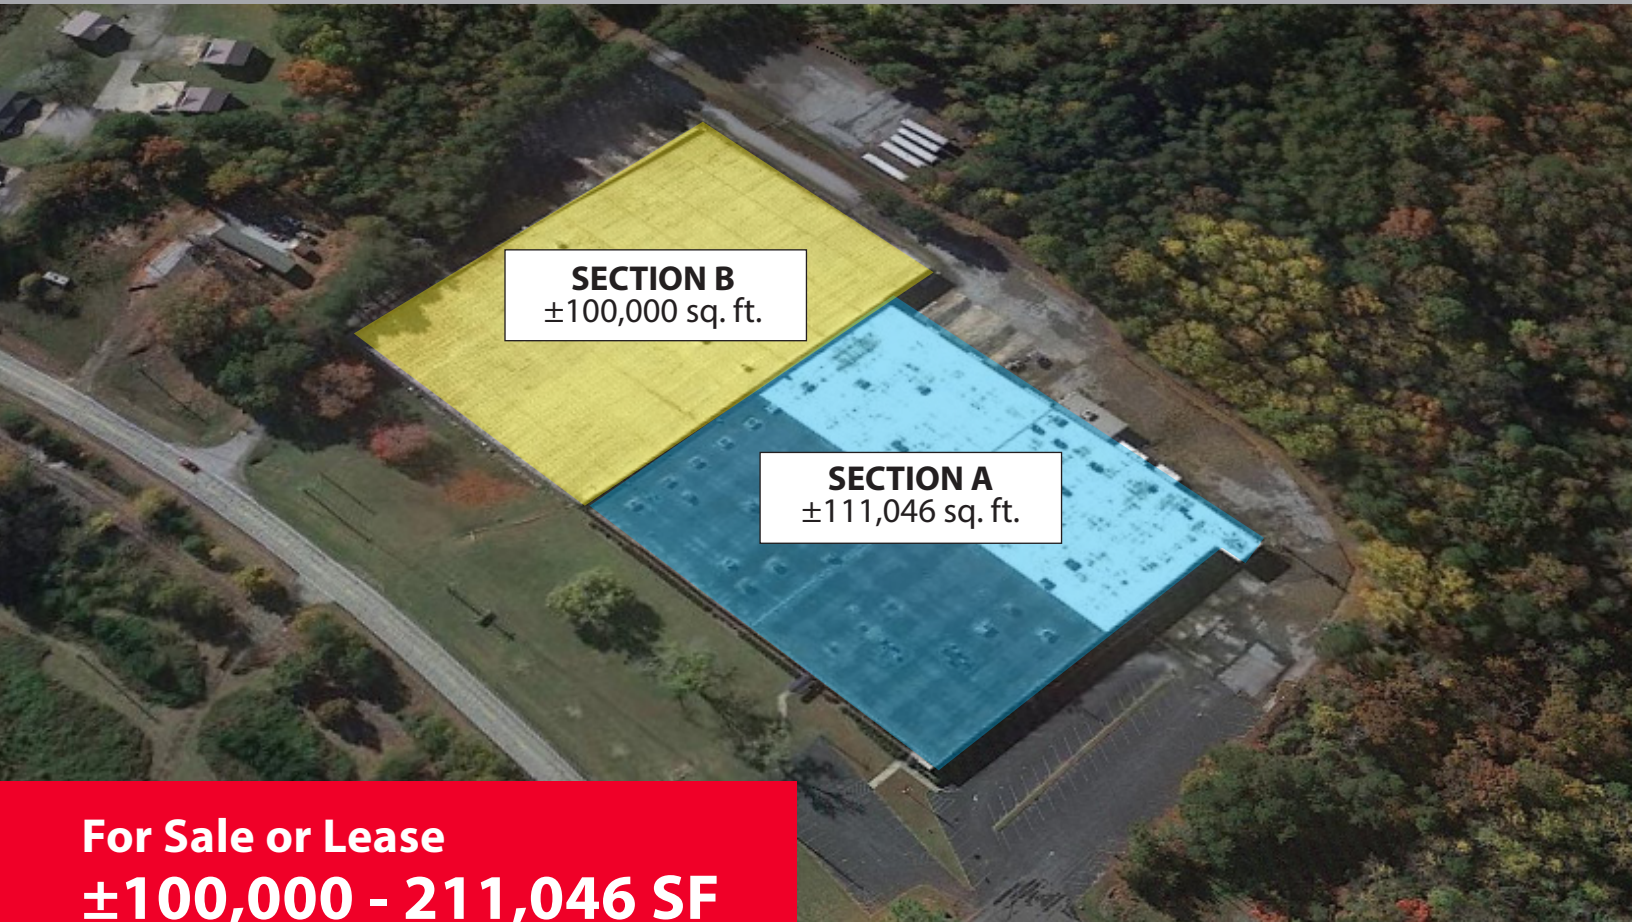 SECTION B
±100,000 sq. ft.
SECTION A
±111,046 sq. ft.
For Sale or Lease
±100,000 - 211,046 SF